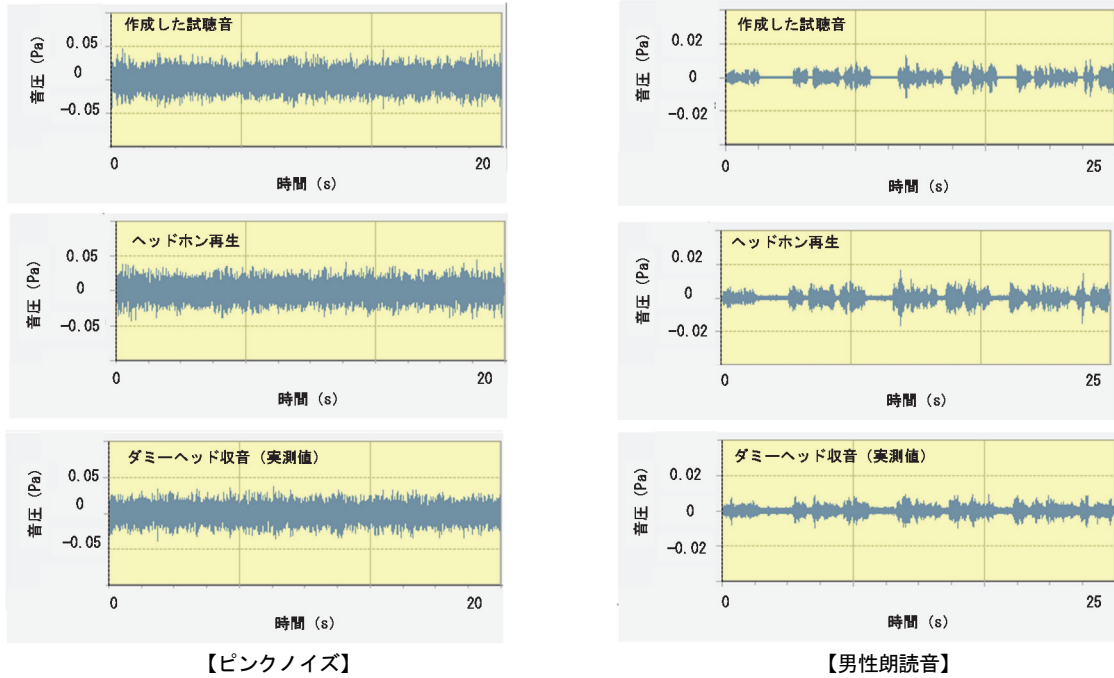 作成した試聴音
音圧 (Pa)
0.05
0
-0.05
0
20
時間 (s)
ヘッドホン再生
音圧 (Pa)
0.05
0
-0.05
0
20
時間 (s)
ダミーヘッド収音 (実測値)
音圧 (Pa)
0.05
0
-0.05
0
20
時間 (s)
【ピンクノイズ】
作成した試聴音
音圧 (Pa)
0.02
0
-0.02
0
25
時間 (s)
ヘッドホン再生
音圧 (Pa)
0.02
0
-0.02
0
25
時間 (s)
ダミーヘッド収音 (実測値)
音圧 (Pa)
0.02
0
-0.02
0
25
時間 (s)
【男性朗読音】